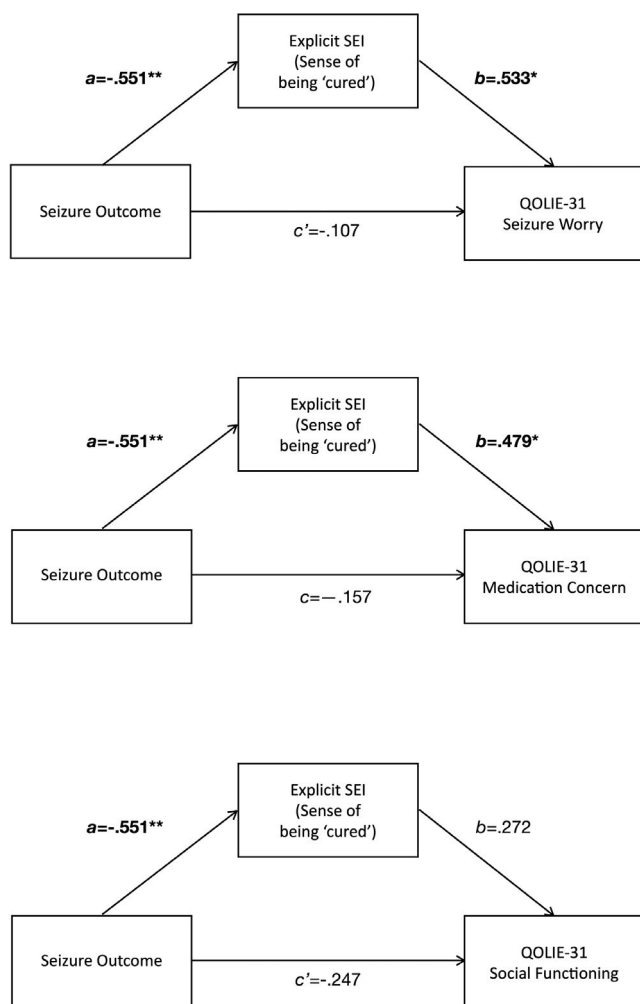 Explicit SEI
(Sense of
being ‘cured’)
a=-.551**
b=.533*
Seizure Outcome
QOLIE-31
Seizure Worry
c’=-.107
Explicit SEI
(Sense of
being ‘cured’)
a=-.551**
b=.479*
Seizure Outcome
QOLIE-31
Medication Concern
c=—.157
Explicit SEI
(Sense of
being ‘cured’)
a=-.551**
b=.272
Seizure Outcome
QOLIE-31
Social Functioning
c’=-.247